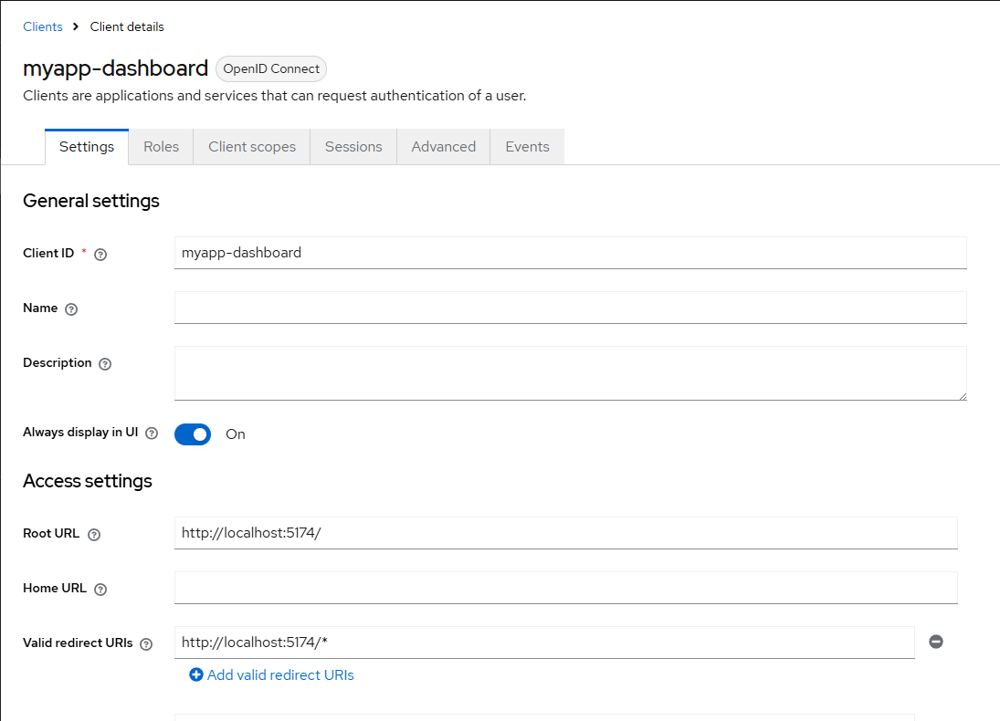 Clients > Client details
myapp-dashboard OpenID Connect
Clients are applications and services that can request authentication of a user.
Settings Roles Client scopes Sessions Advanced Events
General settings
Client ID * myapp-dashboard
Name
Description
Always display in UI On
Access settings
Root URL http://localhost:5174/
Home URL
Valid redirect URIs http://localhost:5174/*
Add valid redirect URIs